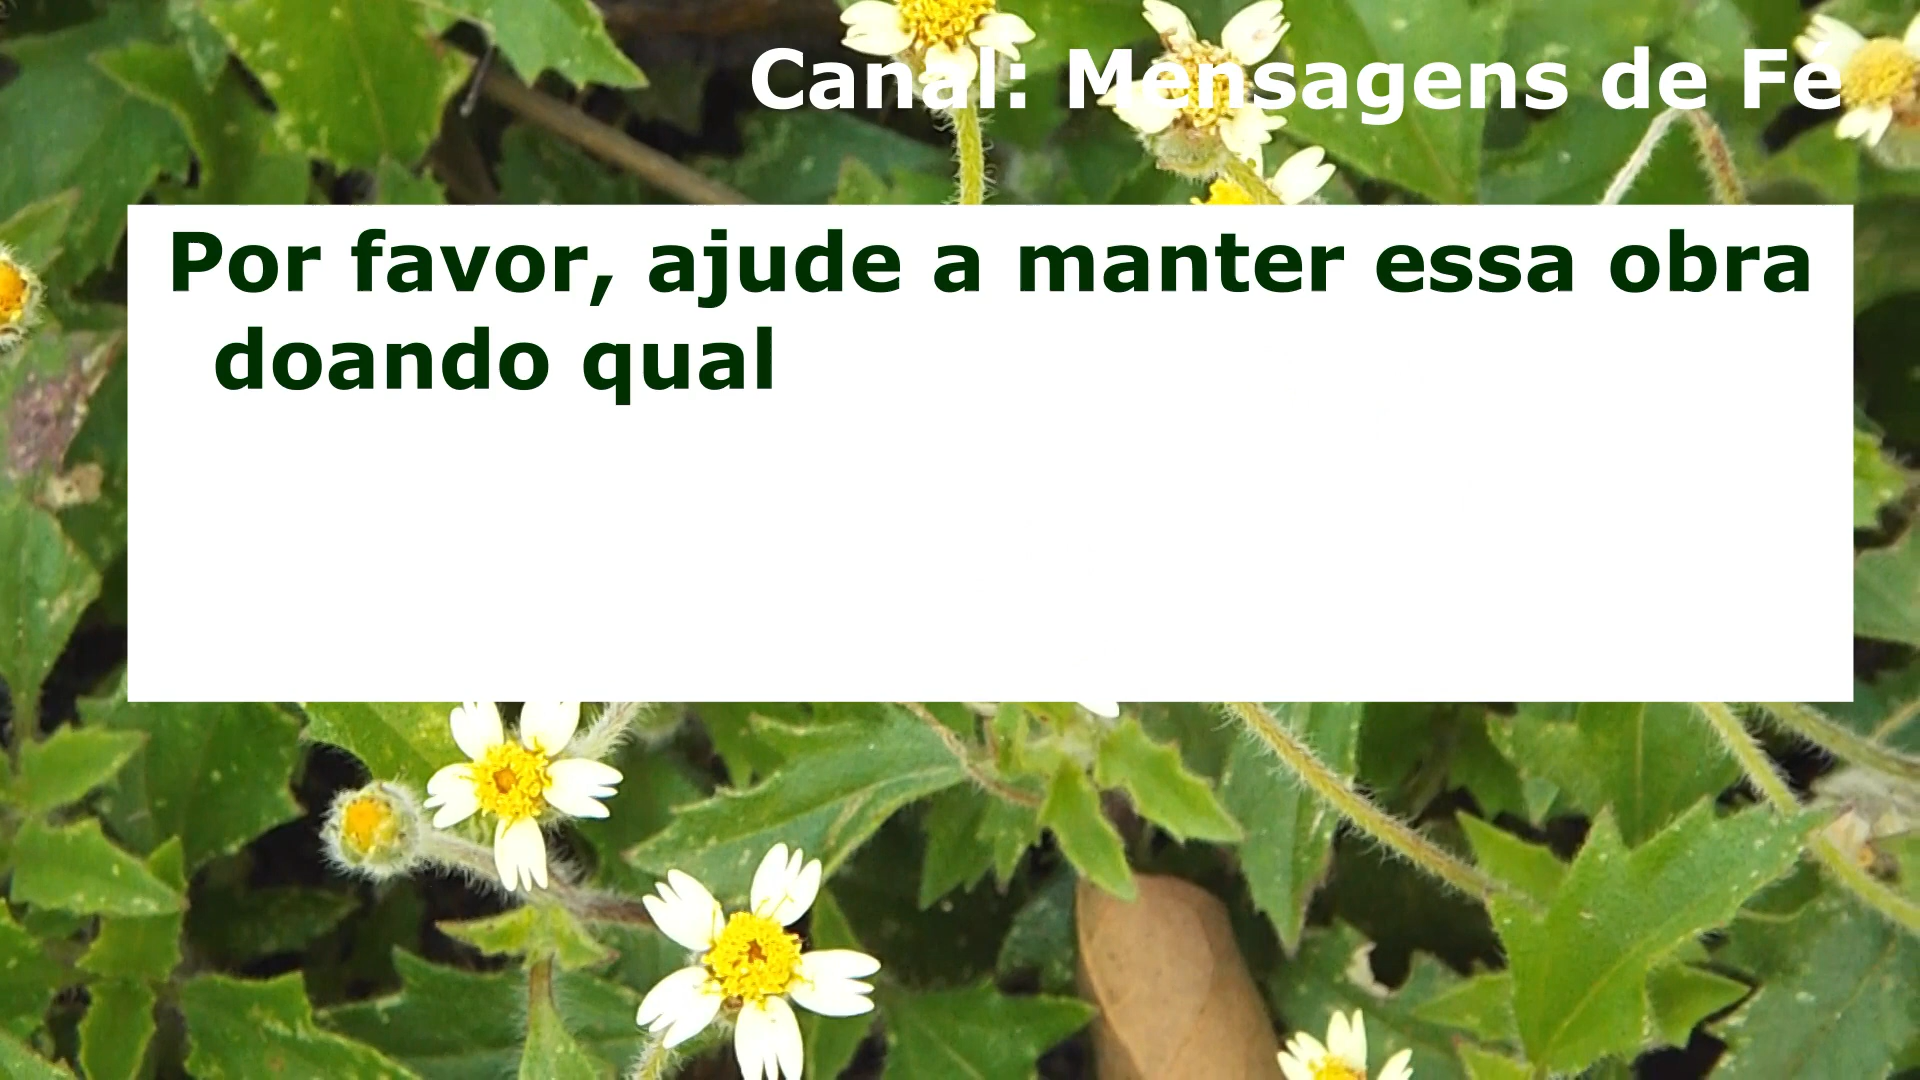 Canal: Mensagens de Fé
Por favor, ajude a manter essa obra
doando qual